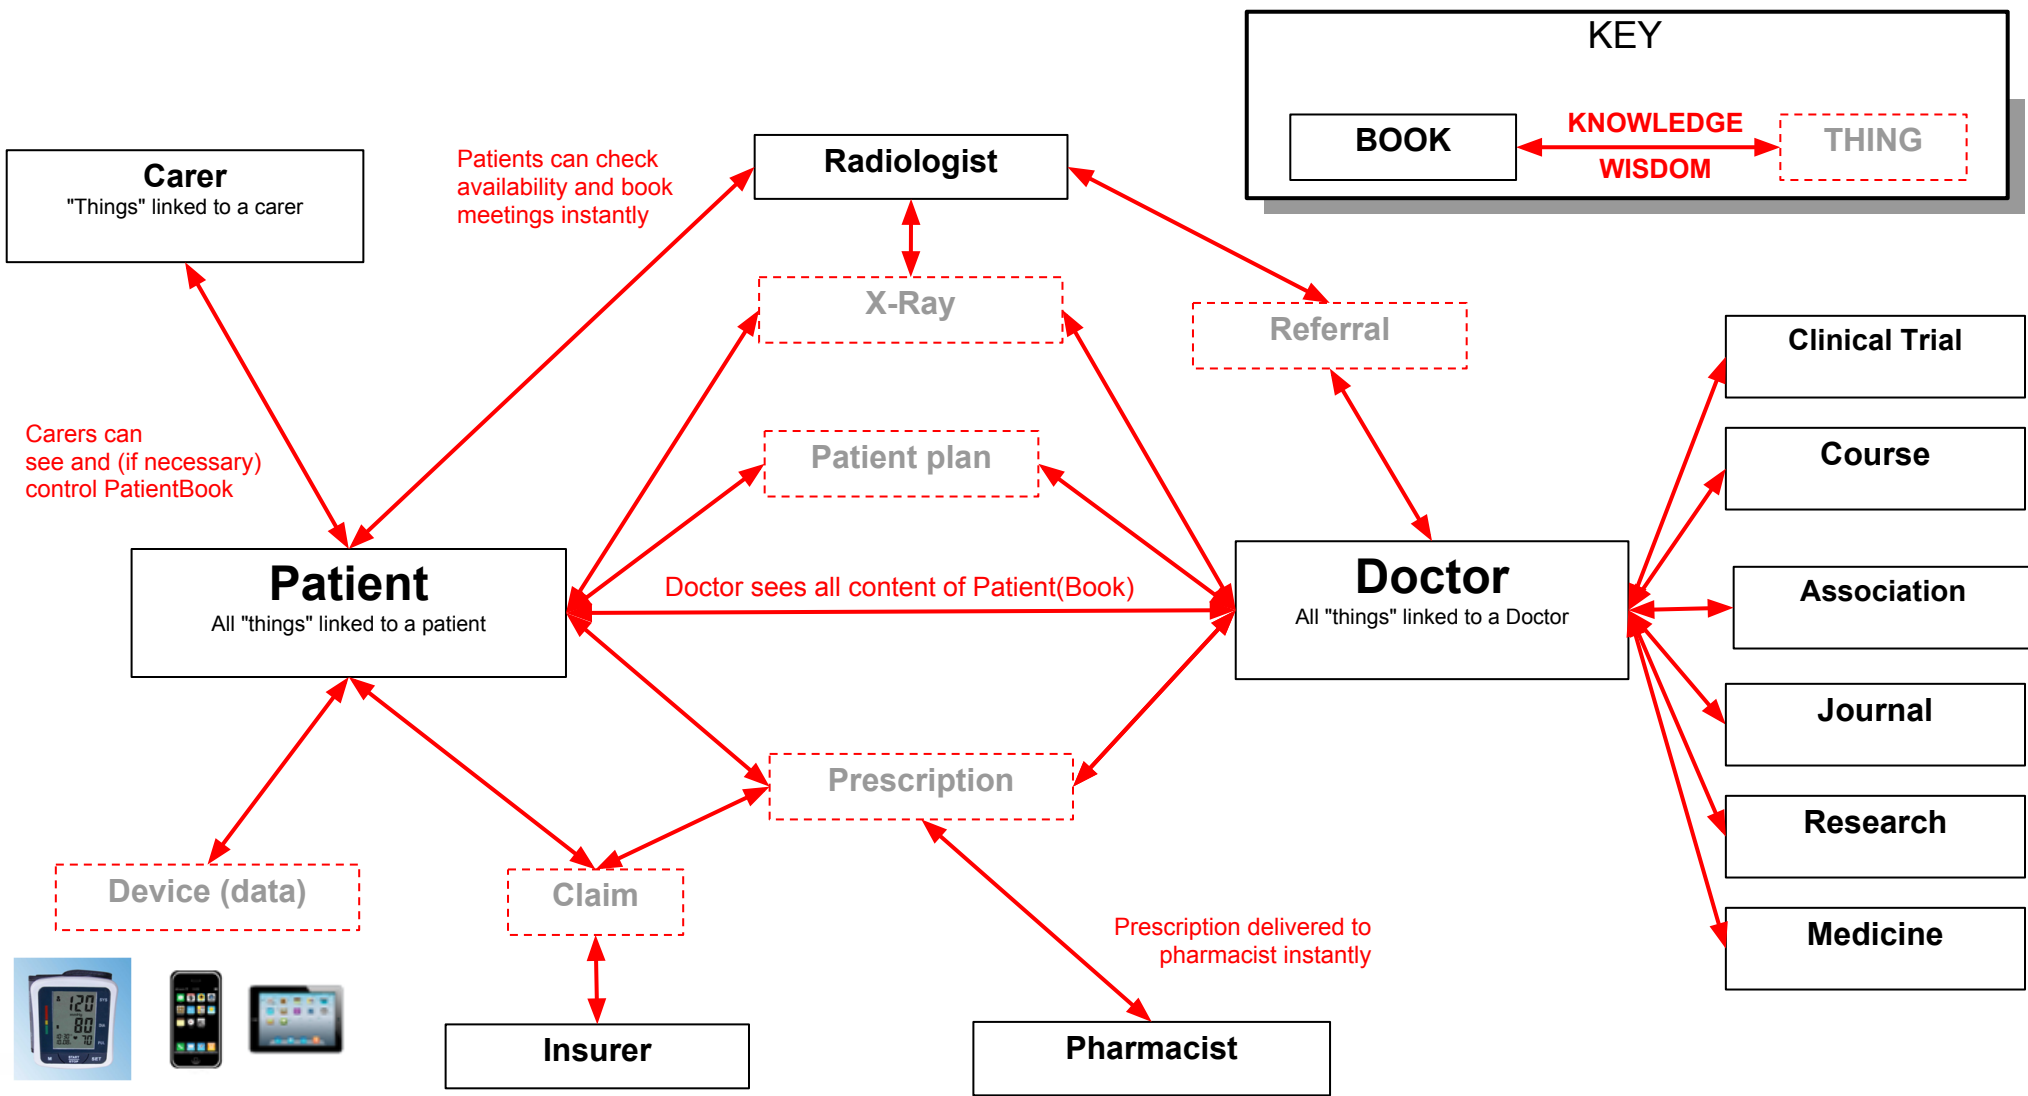 KEY
BOOK
KNOWLEDGE
WISDOM
THING
Carer
"Things" linked to a carer
Patients can check
availability and book
meetings instantly
Radiologist
X-Ray
Referral
Clinical Trial
Carers can
see and (if necessary)
control PatientBook
Patient plan
Course
Patient
All "things" linked to a patient
Doctor sees all content of Patient(Book)
Doctor
All "things" linked to a Doctor
Association
Journal
Prescription
Research
Device (data)
Claim
Prescription delivered to
pharmacist instantly
Medicine
120
80
70
Insurer
Pharmacist